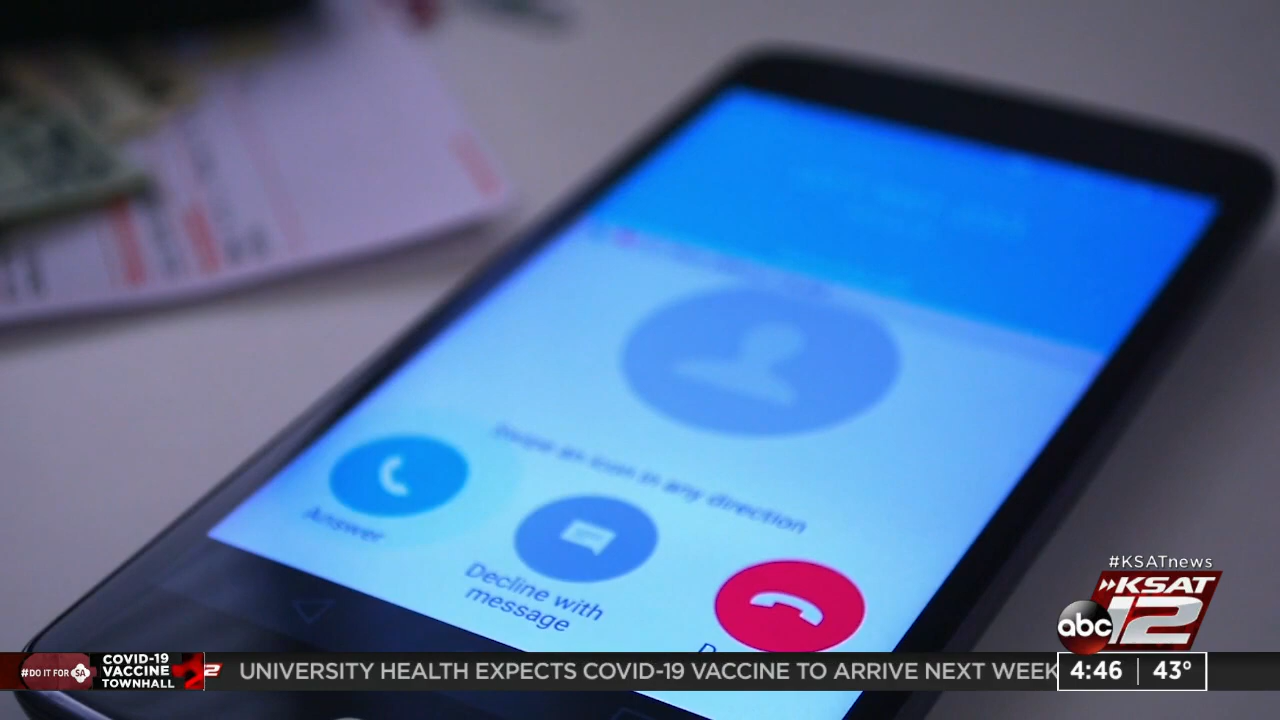 Swipe an icon in any direction
Answer
Decline with
message
#KSATnews
KSAT
abc
12
#DO IT FOR SA
COVID-19
VACCINE
TOWNHALL
UNIVERSITY HEALTH EXPECTS COVID-19 VACCINE TO ARRIVE NEXT WEEK
4:46
43°